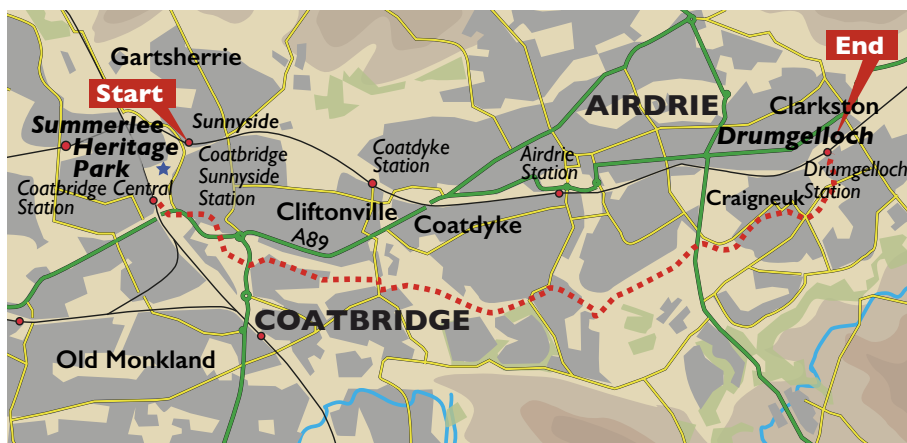 Gartsherrie
Start
Summerlee
Heritage
Park
Sunnyside
Coatbridge
Sunnyside
Station
Coatbridge Central
Station
Coatdyke
Station
Cliftonville
A89
Coatdyke
AIRDRIE
Airdrie
Station
End
Clarkston
Drumgelloch
Drumgelloch
Station
Craigneuk
COATBRIDGE
Old Monkland